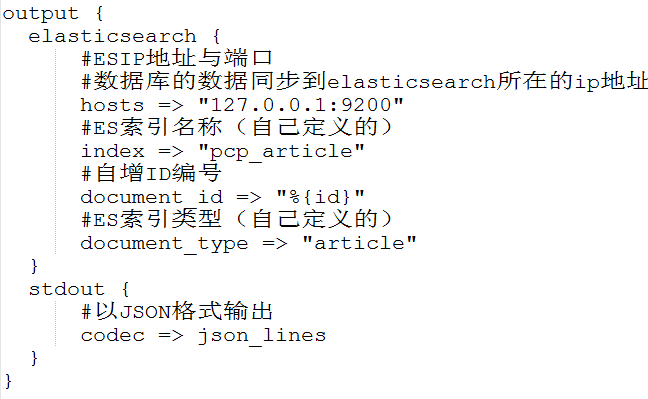 output {
  elasticsearch {
      #ESIP地址与端口
      #数据库的数据同步到elasticsearch所在的ip地址
      hosts => "127.0.0.1:9200"
      #ES索引名称（自己定义的）
      index => "pcp_article"
      #自增ID编号
      document_id => "%{id}"
      #ES索引类型（自己定义的）
      document_type => "article"
  }
  stdout {
      #以JSON格式输出
      codec => json_lines
  }
}